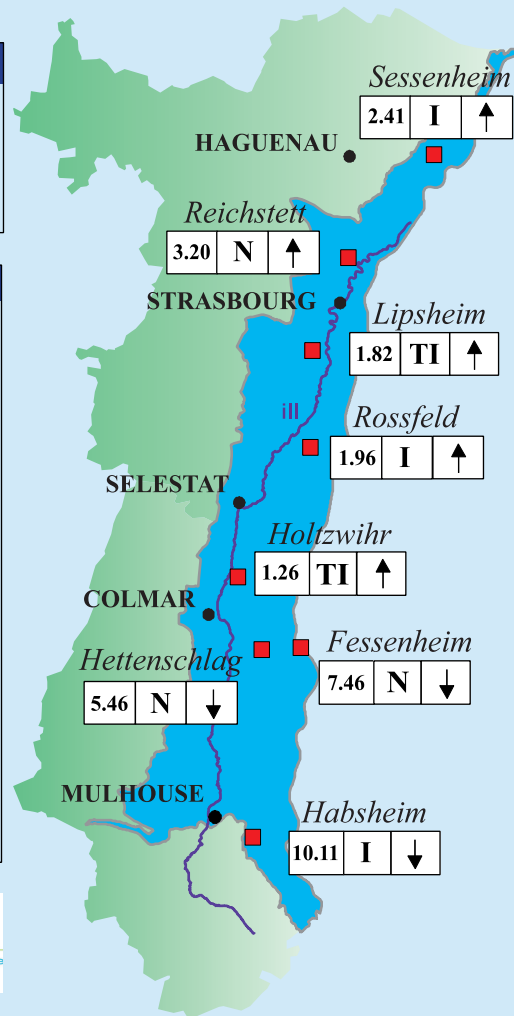 Sessenheim
2.41 I ↑
HAGUENAU
Reichstett
3.20 N ↑
STRASBOURG
Lipsheim
1.82 TI ↑
ill
Rossfeld
1.96 I ↑
SELESTAT
Holtzwihr
1.26 TI ↑
COLMAR
Hettenschlag
5.46 N ↓
Fessenheim
7.46 N ↓
MULHOUSE
Habsheim
10.11 I ↓